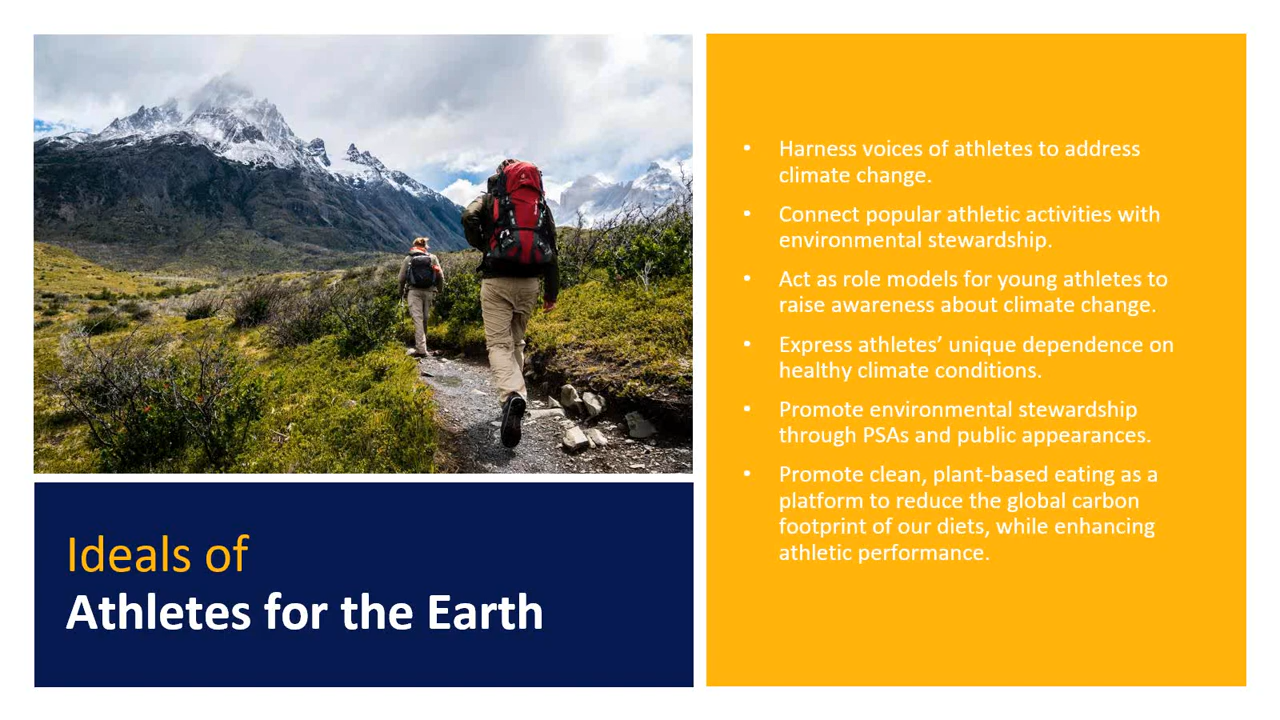 Ideals of
Athletes for the Earth
• Harness voices of athletes to address
climate change.
• Connect popular athletic activities with
environmental stewardship.
• Act as role models for young athletes to
raise awareness about climate change.
• Express athletes’ unique dependence on
healthy climate conditions.
• Promote environmental stewardship
through PSAs and public appearances.
• Promote clean, plant-based eating as a
platform to reduce the global carbon
footprint of our diets, while enhancing
athletic performance.